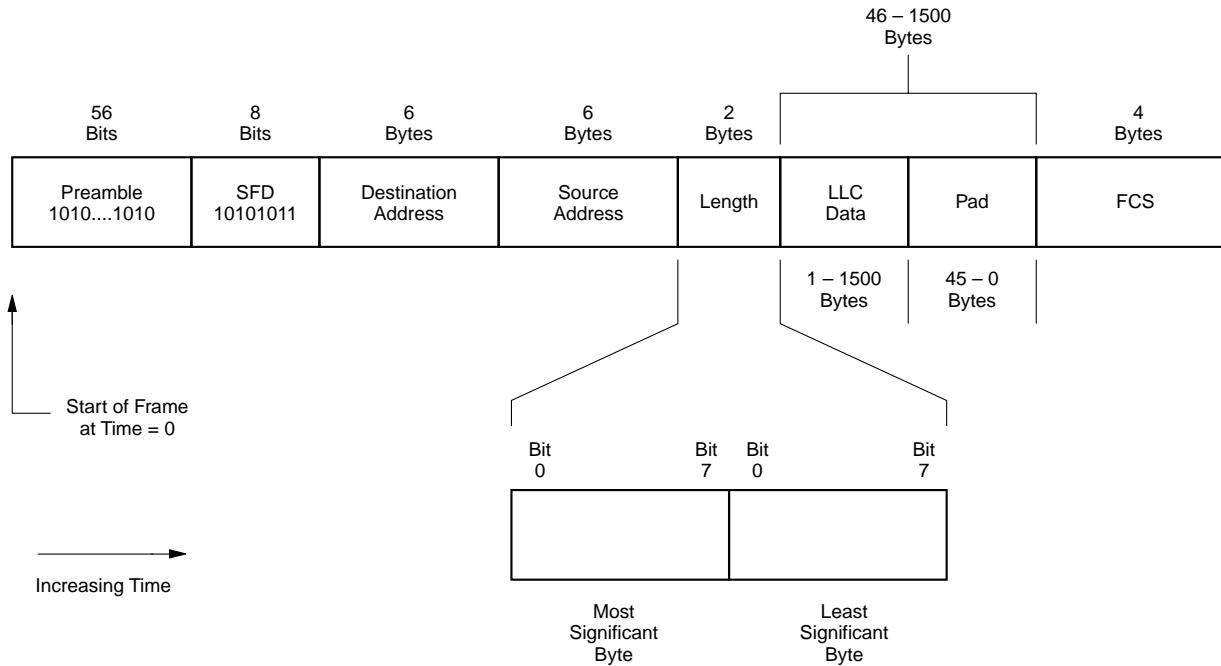 46 – 1500
Bytes
56
Bits
8
Bits
6
Bytes
6
Bytes
2
Bytes
4
Bytes
Preamble
1010....1010
SFD
10101011
Destination
Address
Source
Address
Length
LLC
Data
Pad
FCS
1 – 1500
Bytes
45 – 0
Bytes
Start of Frame
at Time = 0
Bit
0
Bit
7
Bit
0
Bit
7
Increasing Time
Most
Significant
Byte
Least
Significant
Byte